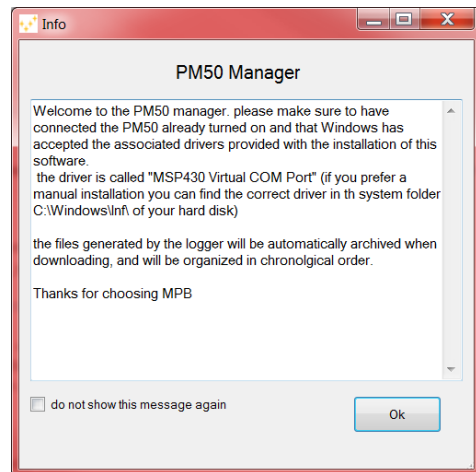 Info
PM50 Manager
Welcome to the PM50 manager. please make sure to have
connected the PM50 already turned on and that Windows has
accepted the associated drivers provided with the installation of this
software.
the driver is called "MSP430 Virtual COM Port" (if you prefer a
manual installation you can find the correct driver in th system folder
C:\Windows\Inf\ of your hard disk)
the files generated by the logger will be automatically archived when
downloading, and will be organized in chronolgical order.
Thanks for choosing MPB
do not show this message again
Ok